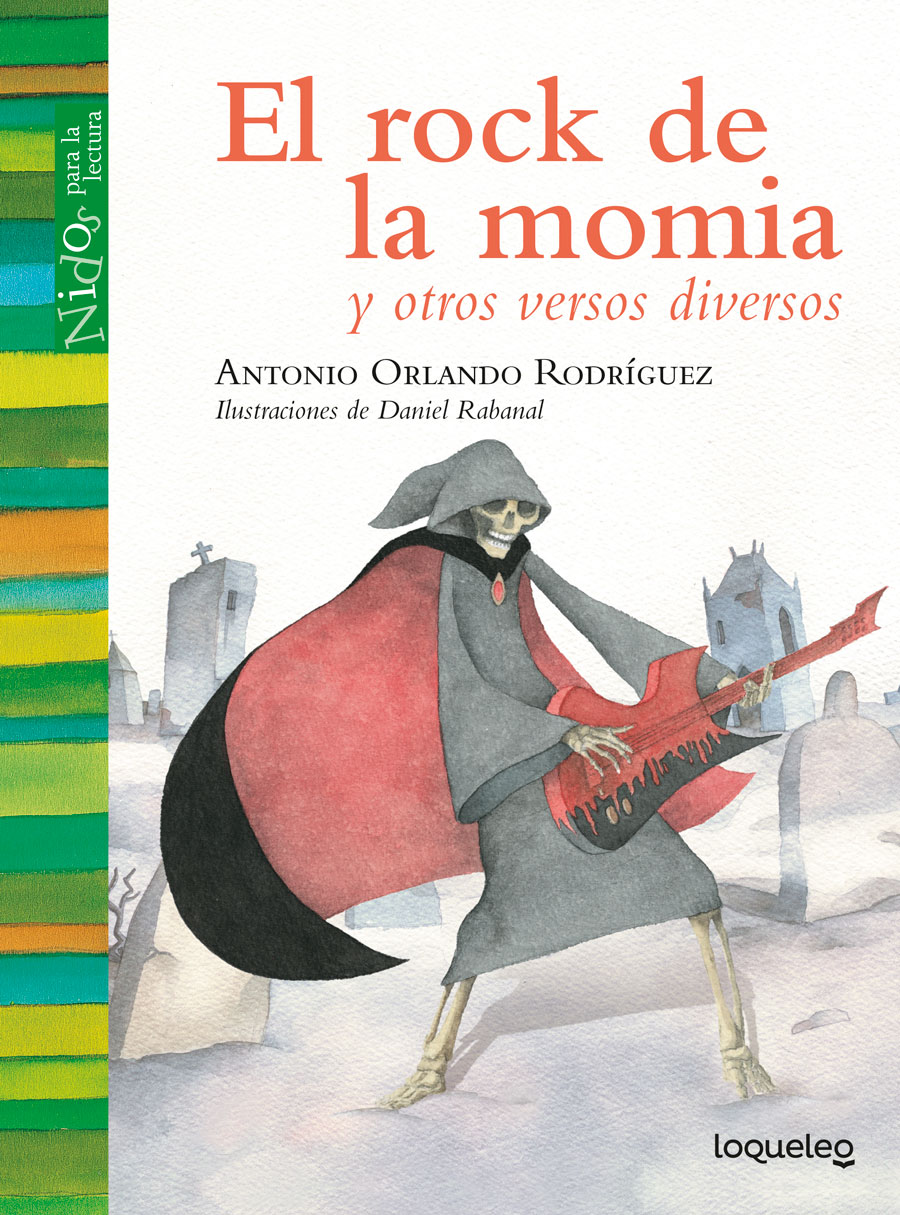 El rock de
la momia
y otros versos diversos
Antonio Orlando Rodríguez
Ilustraciones de Daniel Rabanal
Nidos para la
lectura
loqueleo